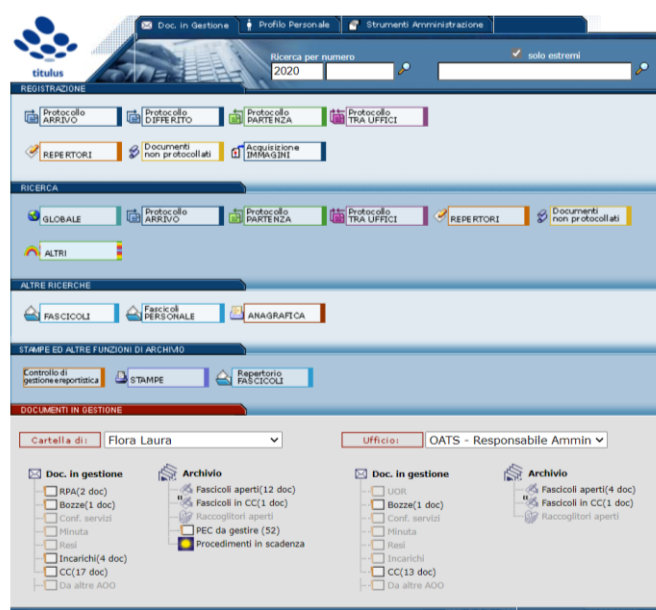 Doc. in Gestione
Profilo Personale
Strumenti Amministrazione
titulus
Ricerca per numero
solo estremi
2020
REGISTRAZIONE
Protocollo
ARRIVO
Protocollo
DIFFERITO
Protocollo
PARTENZA
Protocollo
TRA UFFICI
REPERTORI
Documenti
non protocollati
Acquisizione
IMMAGINI
RICERCA
GLOBALE
Protocollo
ARRIVO
Protocollo
PARTENZA
Protocollo
TRA UFFICI
REPERTORI
Documenti
non protocollati
ALTRI
ALTRE RICERCHE
FASCICOLI
Fascicoli
PERSONALE
ANAGRAFICA
STAMPE ED ALTRE FUNZIONI DI ARCHIVIO
Controllo di
gestione e reportistica
STAMPE
Repertorio
FASCICOLI
DOCUMENTI IN GESTIONE
Cartella di:
Flora Laura
Ufficio:
OATS - Responsabile Ammin
Doc. in gestione
RPA(2 doc)
Bozze(1 doc)
Conf. servizi
Minuta
Resi
Incarichi(4 doc)
CC(17 doc)
Da altre AOO
Archivio
Fascicoli aperti(12 doc)
Fascicoli in CC(1 doc)
Raccoglitori aperti
PEC da gestire (52)
Procedimenti in scadenza
Doc. in gestione
UOR
Bozze(1 doc)
Conf. servizi
Minuta
Resi
Incarichi
CC(13 doc)
Da altre AOO
Archivio
Fascicoli aperti(4 doc)
Fascicoli in CC(1 doc)
Raccoglitori aperti